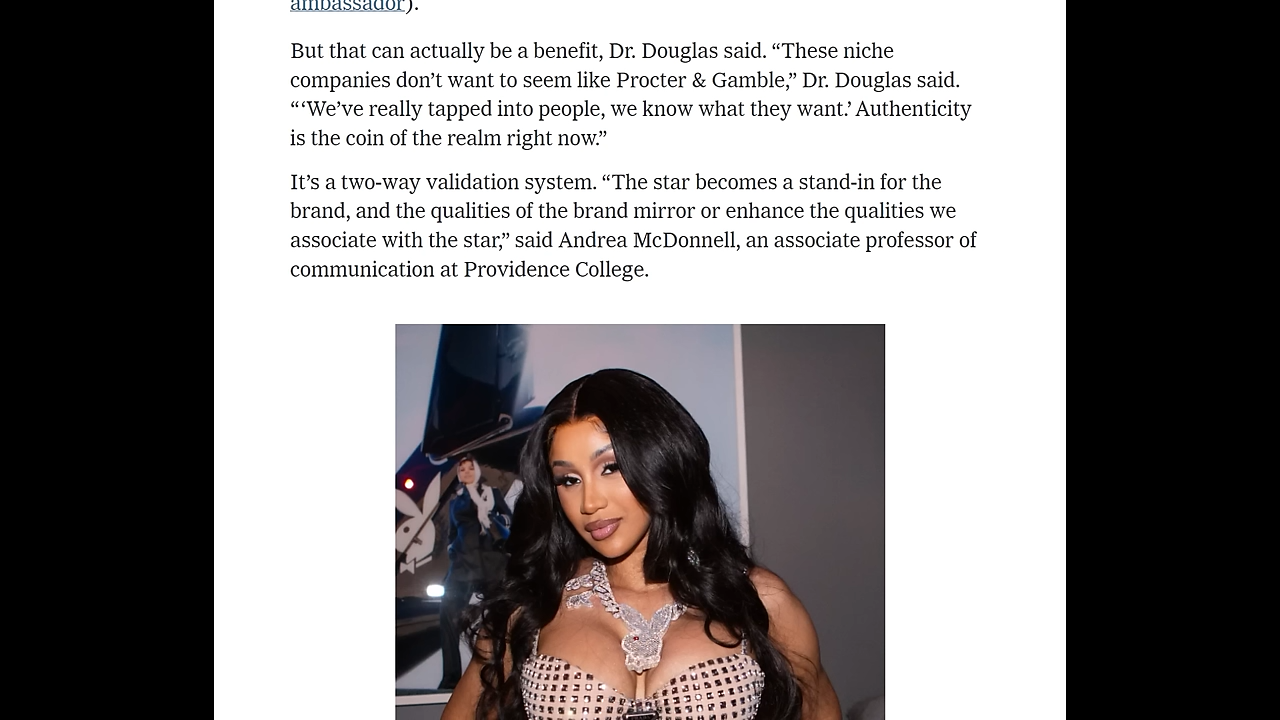 ambassador).
But that can actually be a benefit, Dr. Douglas said. “These niche
companies don’t want to seem like Procter & Gamble,” Dr. Douglas said.
“‘We’ve really tapped into people, we know what they want.’ Authenticity
is the coin of the realm right now.”
It’s a two-way validation system. “The star becomes a stand-in for the
brand, and the qualities of the brand mirror or enhance the qualities we
associate with the star,” said Andrea McDonnell, an associate professor of
communication at Providence College.